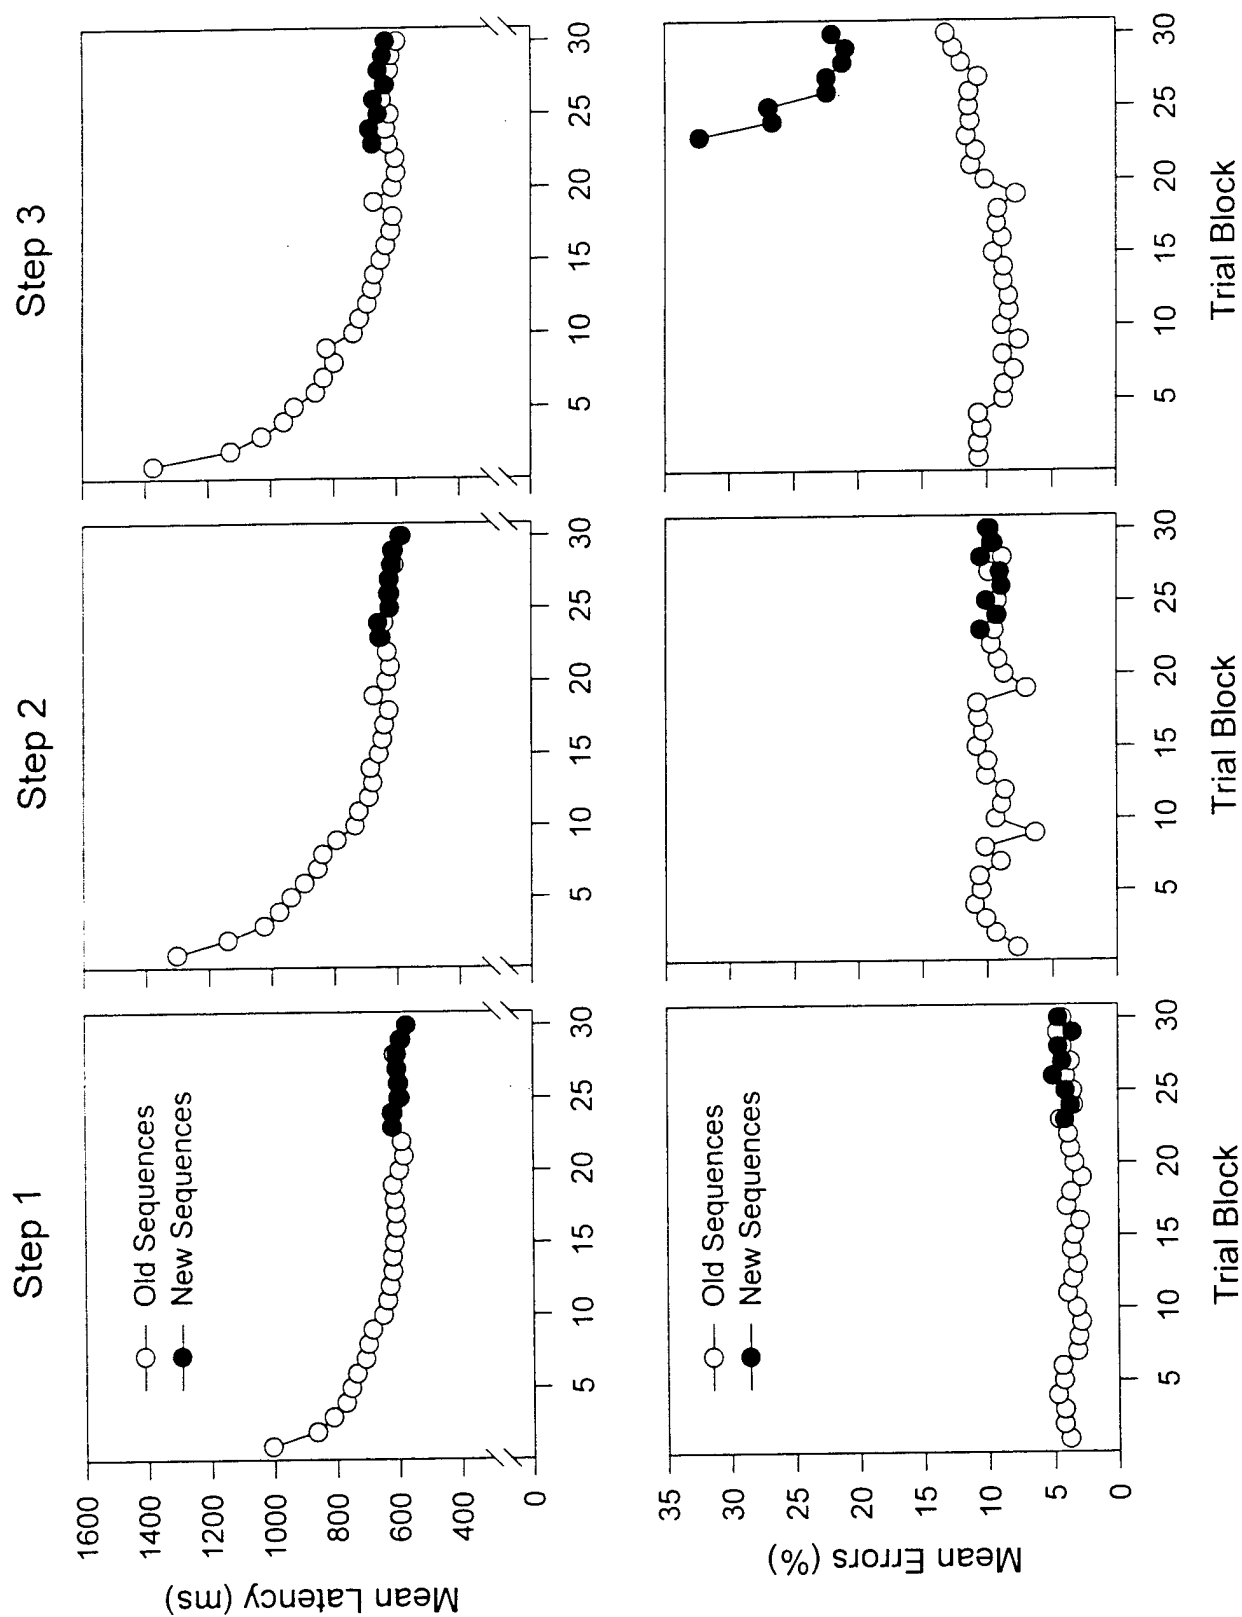 Step 1
Step 2
Step 3
Mean Latency (ms)
1600
1400
1200
1000
800
600
400
0
Old Sequences
New Sequences
5 10 15 20 25 30
5 10 15 20 25 30
5 10 15 20 25 30
Mean Errors (%)
35
30
25
20
15
10
5
0
Old Sequences
New Sequences
5 10 15 20 25 30
5 10 15 20 25 30
5 10 15 20 25 30
Trial Block
Trial Block
Trial Block